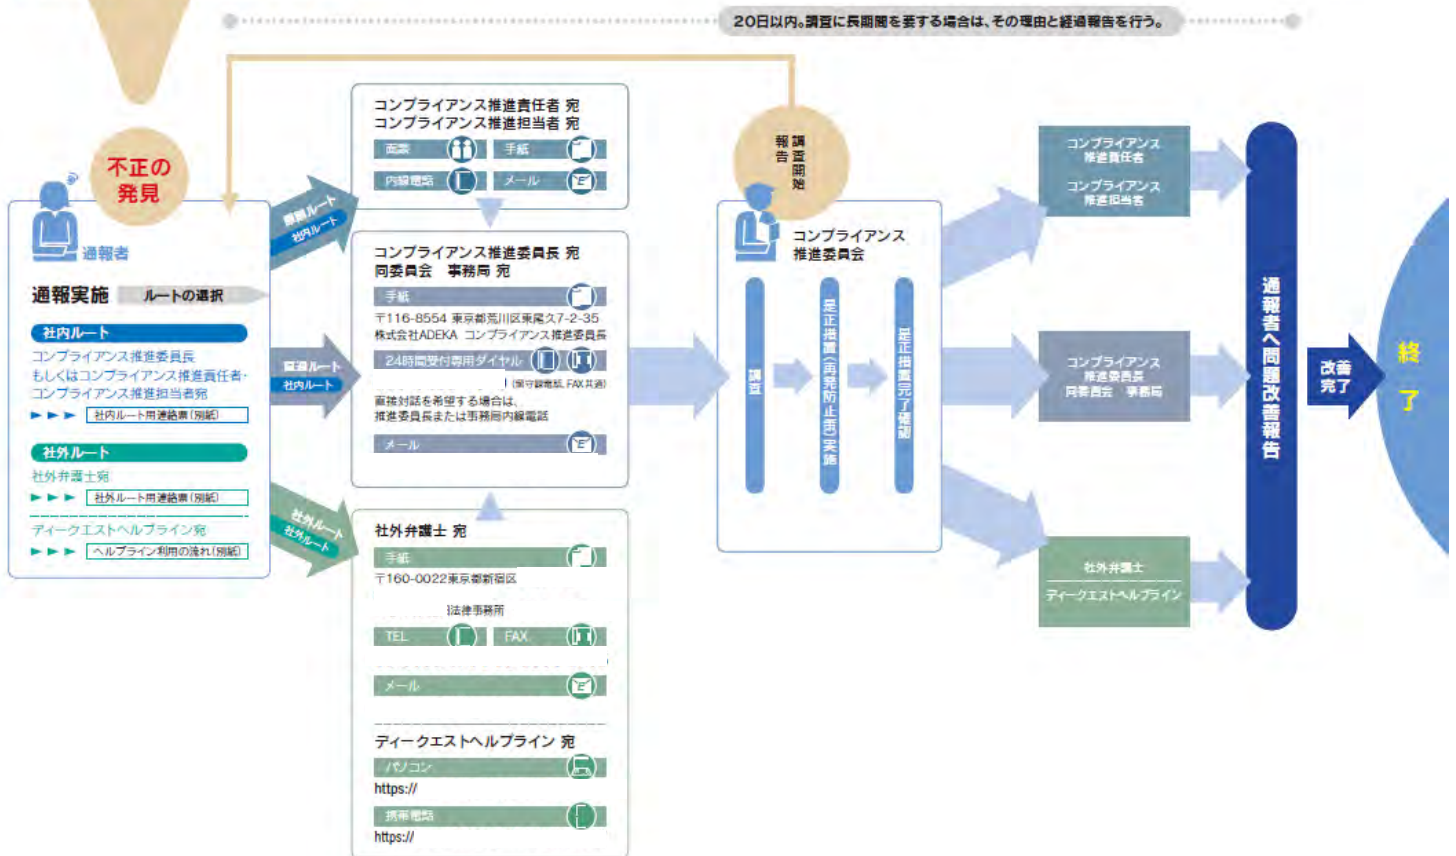 20日以内。調査に長期間を要する場合は、その理由と経過報告を行う。
不正の
発見
通報者
通報実施
ルートの選択
社内ルート
コンプライアンス推進委員長
もしくはコンプライアンス推進責任者・
コンプライアンス推進担当者宛
社内ルート用連絡票(別紙)
社外ルート
社外弁護士宛
社外ルート用連絡票(別紙)
ディークエストヘルプライン宛
ヘルプライン利用の流れ(別紙)
職制ルート
社内ルート
直通ルート
社内ルート
社外ルート
社外ルート
コンプライアンス推進責任者 宛
コンプライアンス推進担当者 宛
面談
手紙
内線電話
メール
コンプライアンス推進委員長 宛
同委員会 事務局 宛
手紙
〒116-8554 東京都荒川区東尾久7-2-35
株式会社ADEKA コンプライアンス推進委員長
24時間受付専用ダイヤル
(留守録電話, FAX共通)
直接対話を希望する場合は、
推進委員長または事務局内線電話
メール
社外弁護士 宛
手紙
〒160-0022東京都新宿区
法律事務所
TEL
FAX
メール
ディークエストヘルプライン 宛
パソコン
https://
携帯電話
https://
調査開始
報告
コンプライアンス
推進委員会
調査
是正措置(再発防止策)実施
是正措置完了確認
コンプライアンス
推進責任者
コンプライアンス
推進担当者
コンプライアンス
推進委員長
同委員会 事務局
社外弁護士
ディークエストヘルプライン
通報者へ問題改善報告
改善
完了
終了